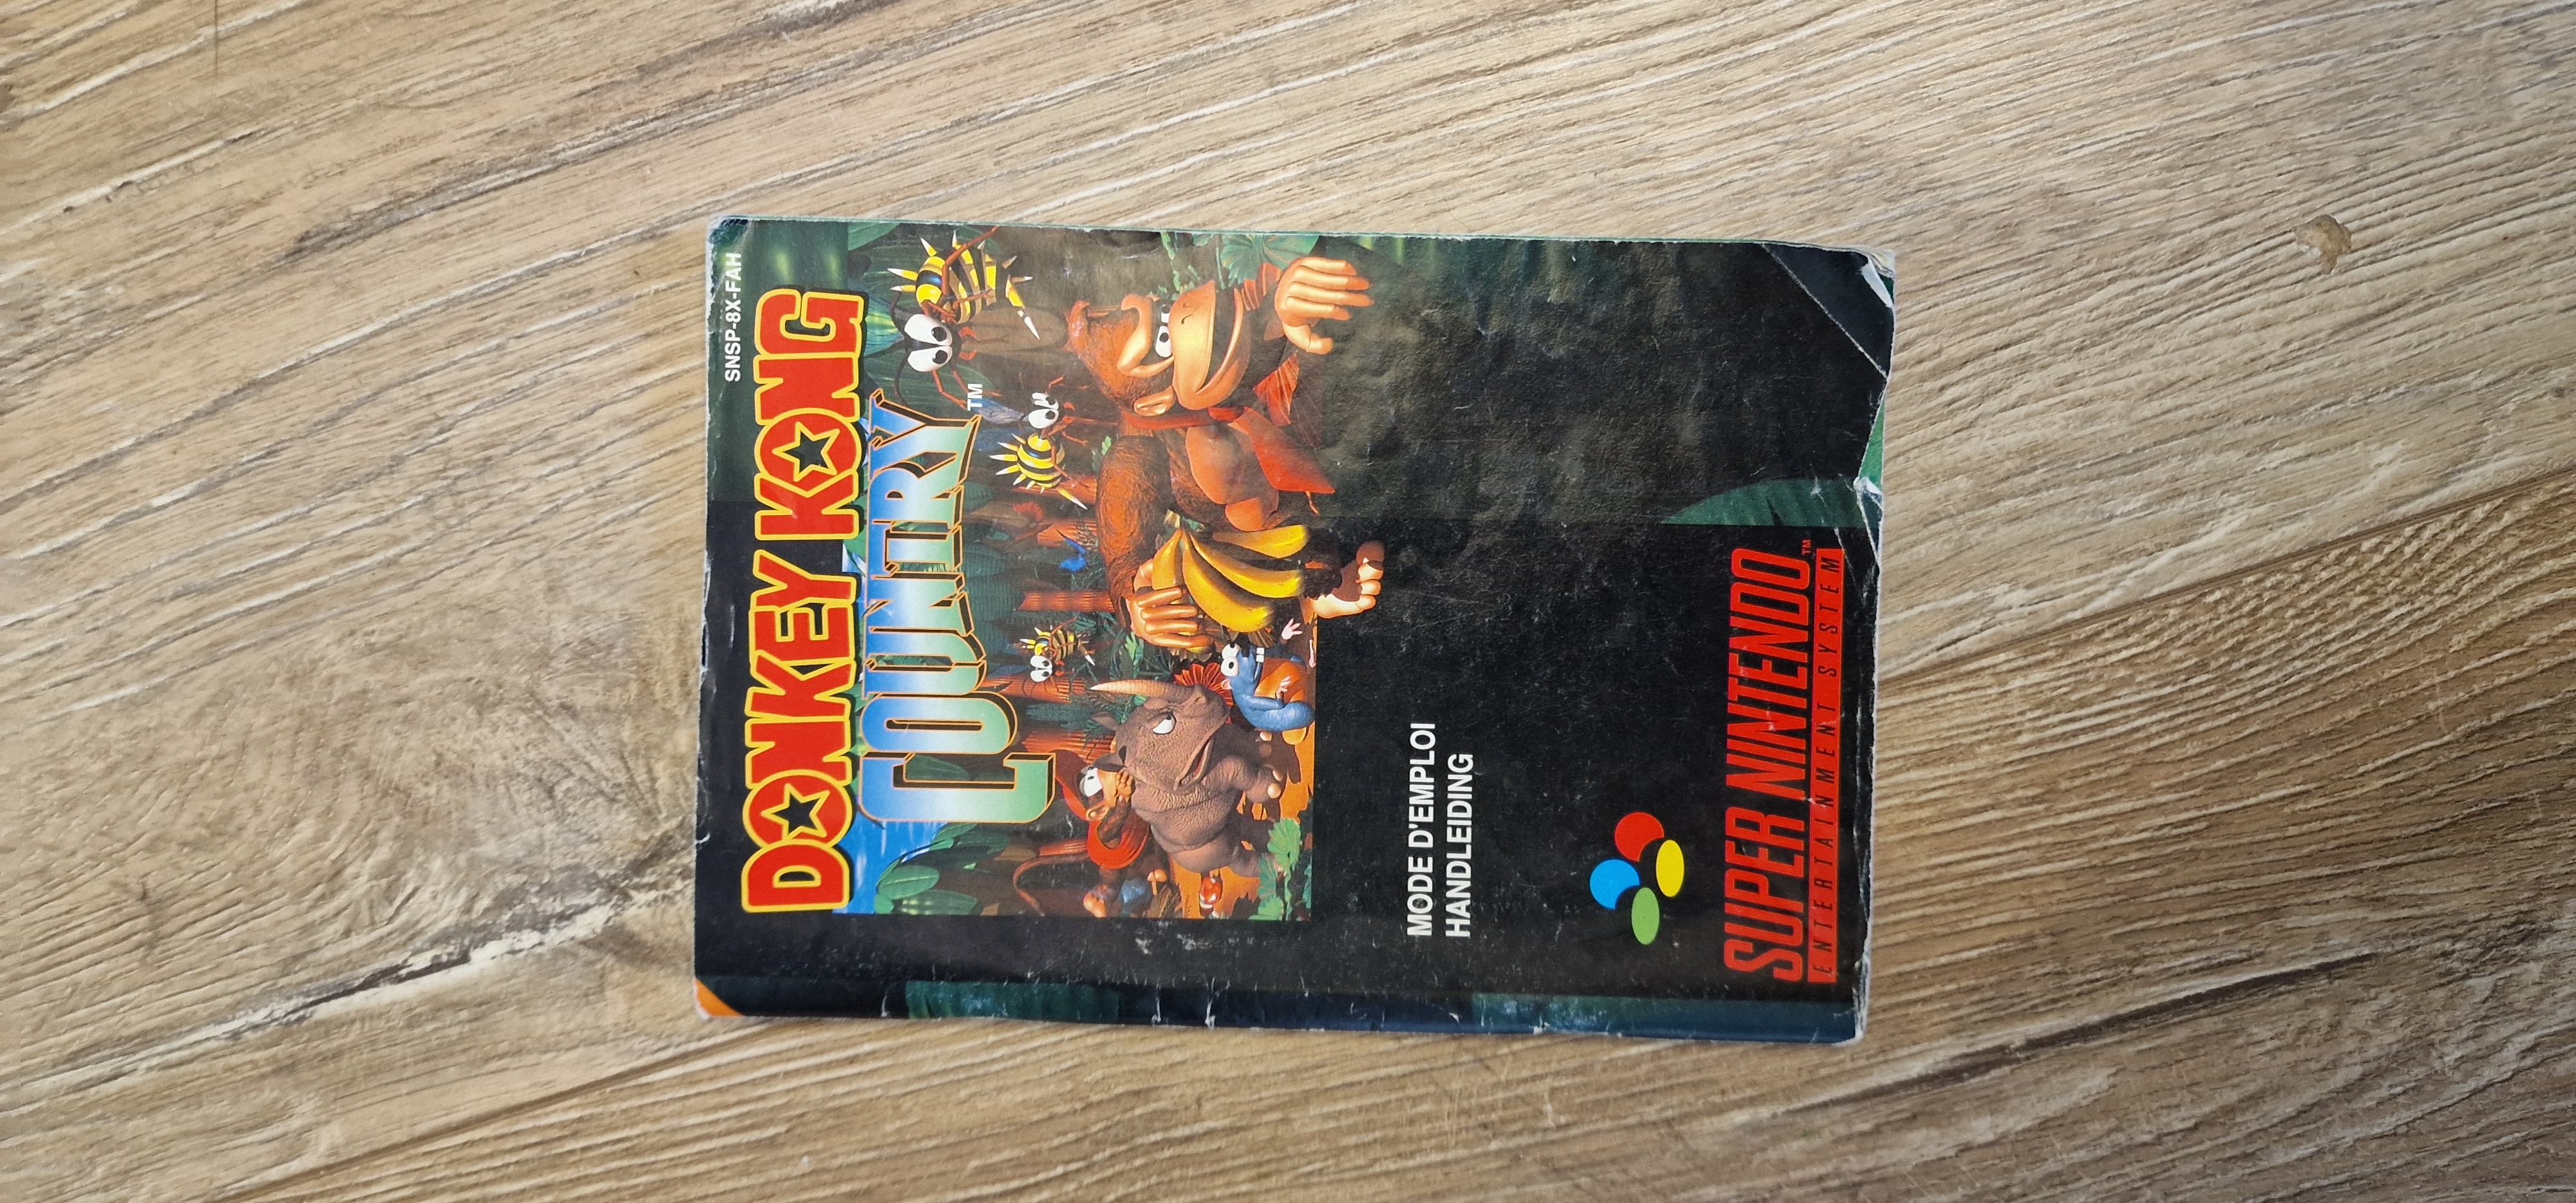 SNSP-8X-FAH
DONKEY KONG
COUNTRY™
MODE D'EMPLOI
HANDLEIDING
SUPER NINTENDO™
ENTERTAINMENT SYSTEM